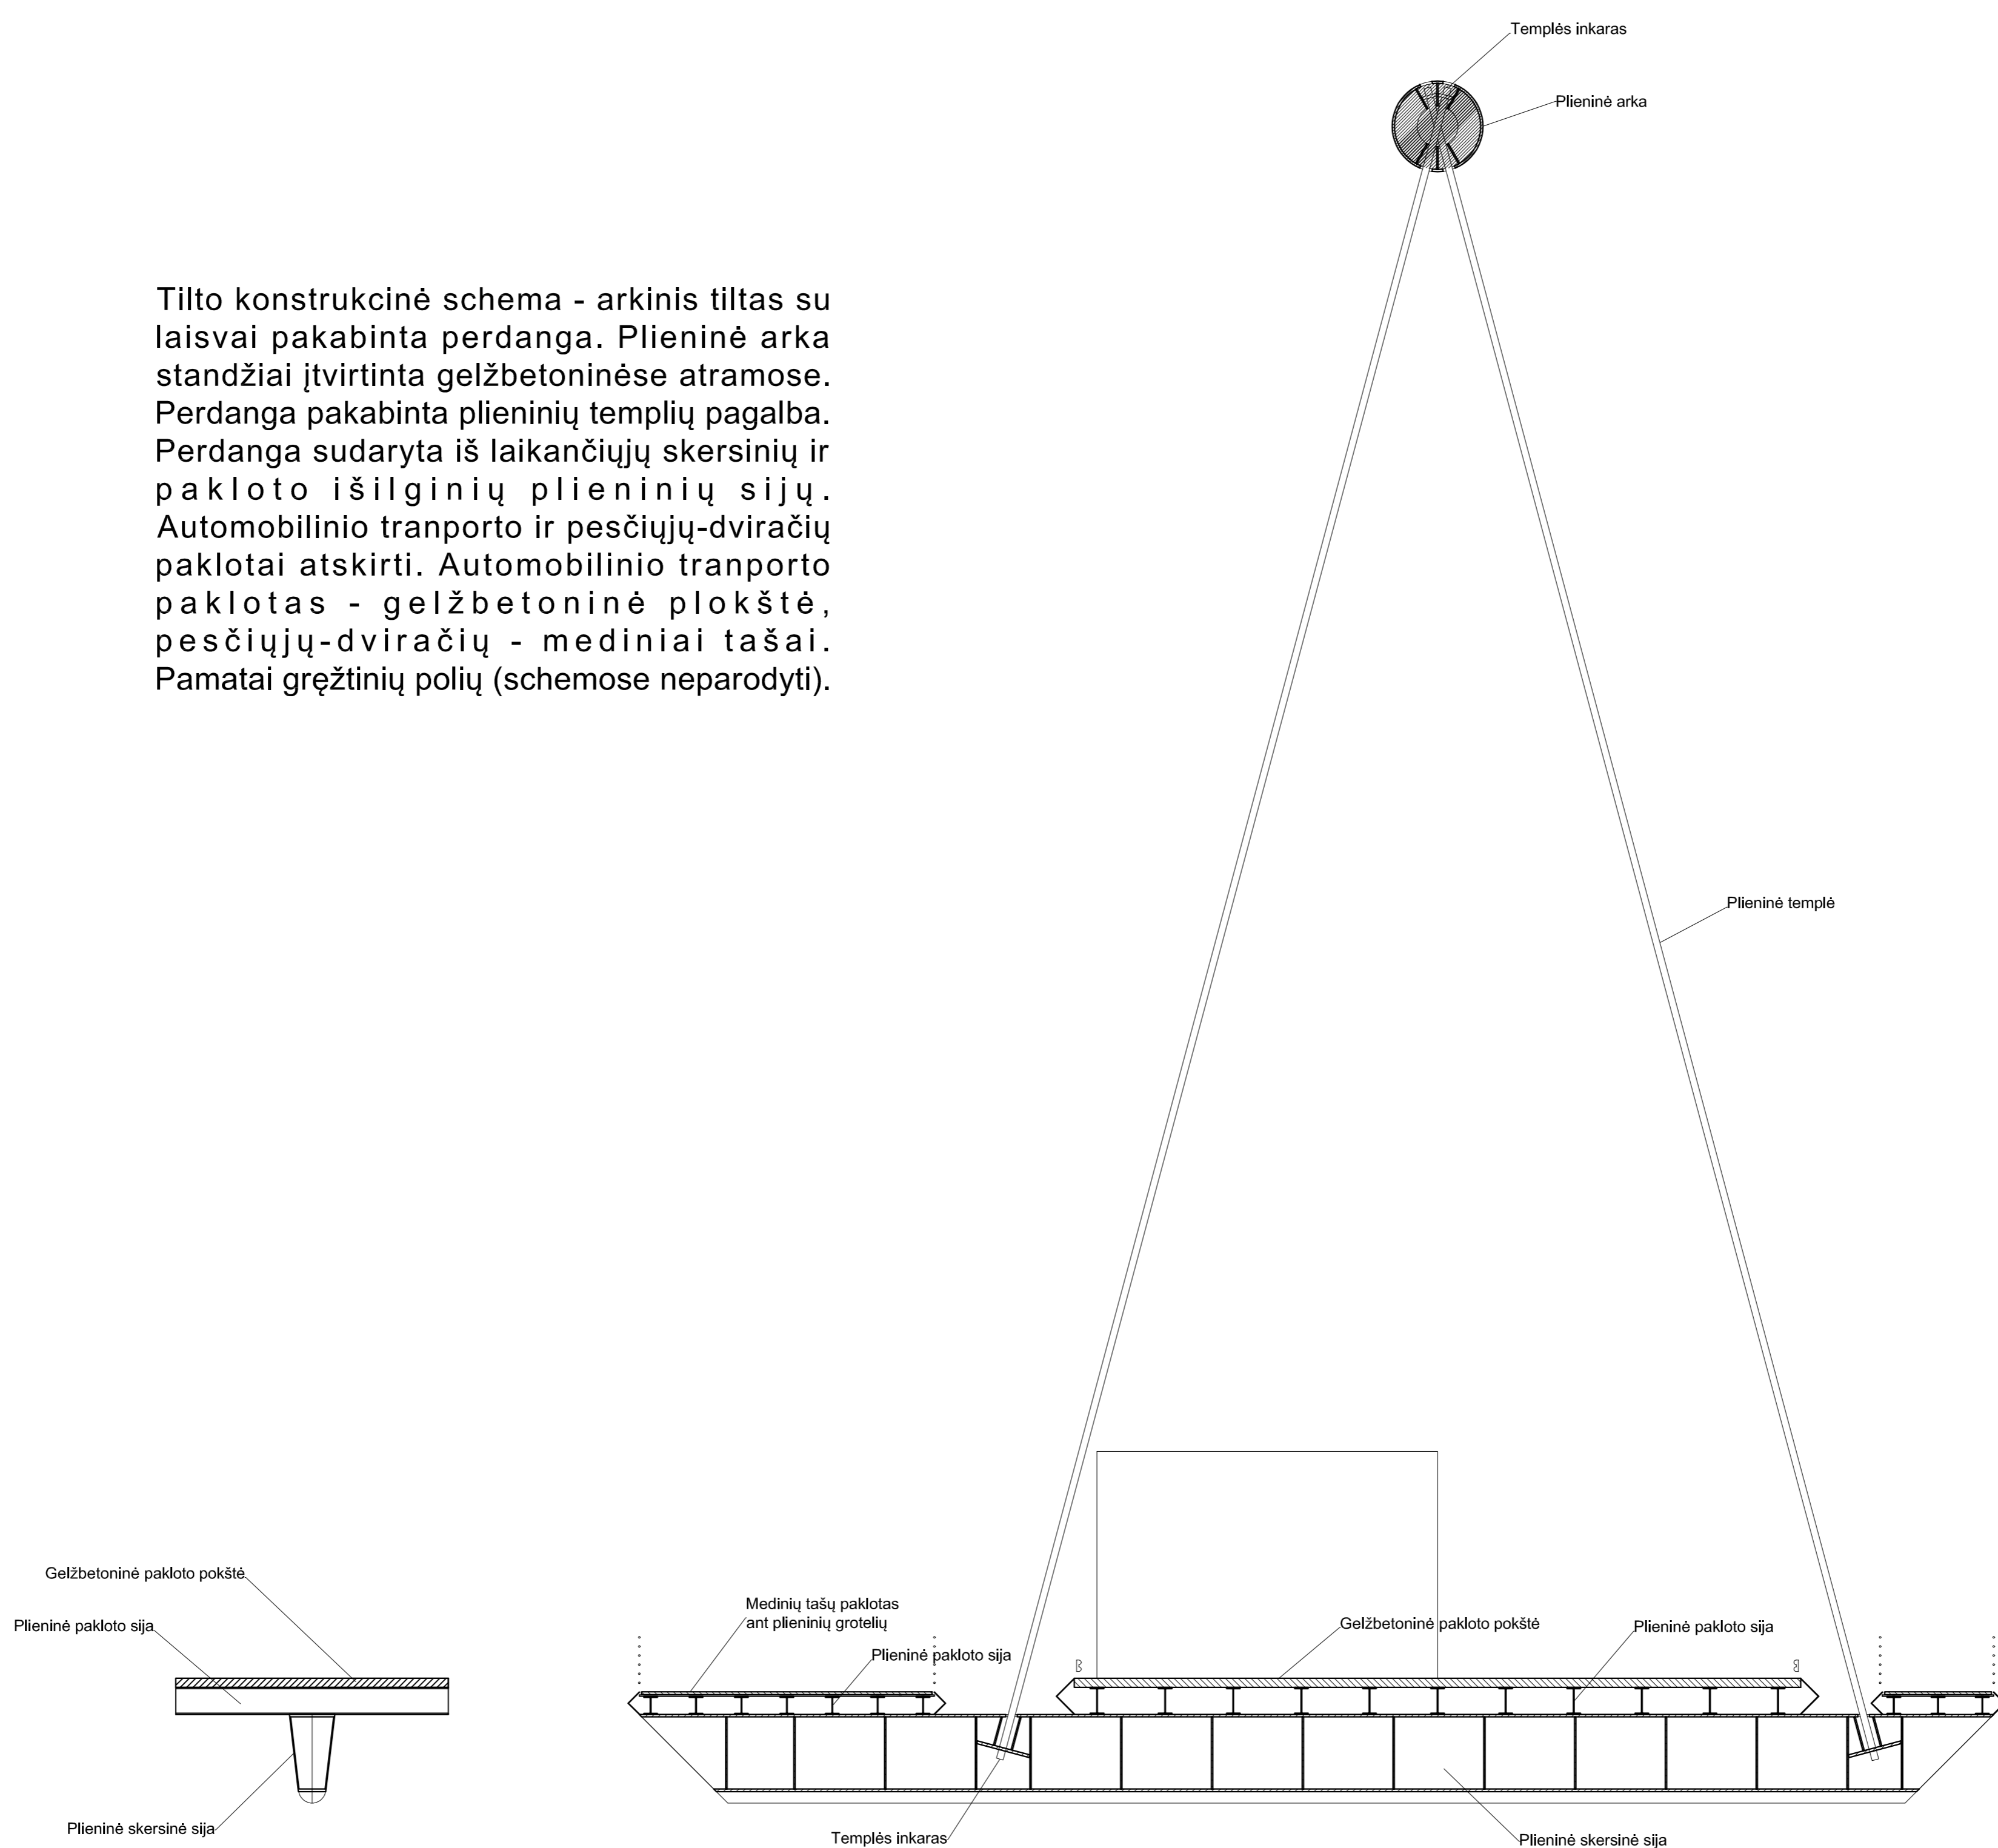 Templės inkaras
Plieninė arka
Tilto konstrukcinė schema - arkinis tiltas su
laisvai pakabinta perdanga. Plieninė arka
standžiai įtvirtinta gelžbetoninėse atramose.
Perdanga pakabinta plieninių templių pagalba.
Perdanga sudaryta iš laikančiųjų skersinių ir
pakloto išilginių plieninių sijų.
Automobilinio tranporto ir pesčiųjų-dviračių
paklotai atskirti. Automobilinio tranporto
paklotas - gelžbetoninė plokštė,
pesčiųjų-dviračių - mediniai tašai.
Pamatai gręžtinių polių (schemose neparodyti).
Plieninė templė
Gelžbetoninė pakloto pokštė
Plieninė pakloto sija
Plieninė skersinė sija
Medinių tašų paklotas
ant plieninių grotelių
Plieninė pakloto sija
Gelžbetoninė pakloto pokštė
Plieninė pakloto sija
Templės inkaras
Plieninė skersinė sija